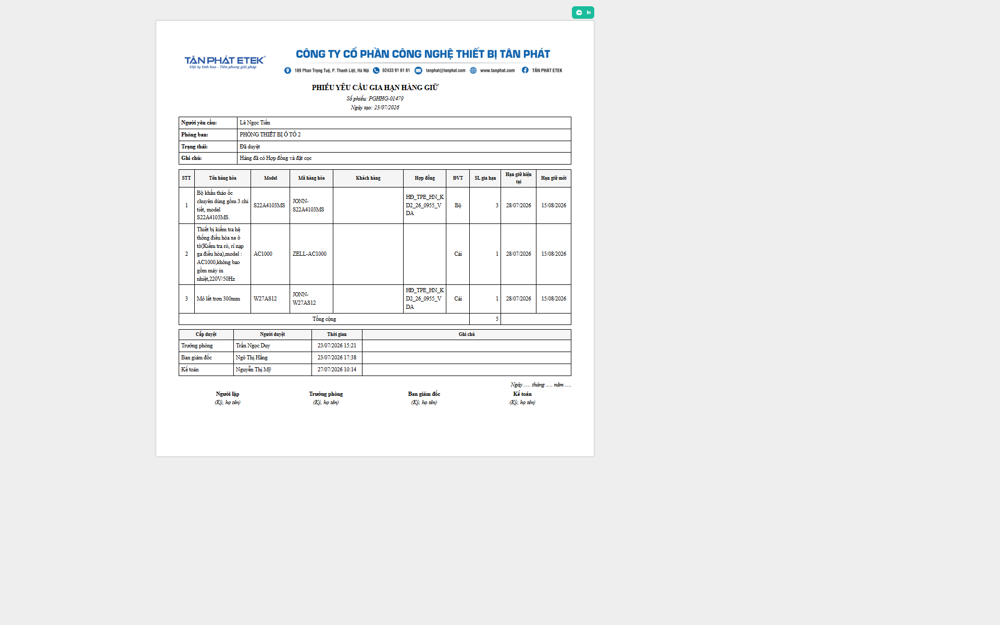 In
TÂN PHÁT ETEK
Hội tụ tinh hoa - Tiên phong giải pháp
CÔNG TY CỔ PHẦN CÔNG NGHỆ THIẾT BỊ TÂN PHÁT
189 Phan Trọng Tuệ, P. Thanh Liệt, Hà Nội 02433 91 61 61 tanphat@tanphat.com www.tanphat.com TÂN PHÁT ETEK
PHIẾU YÊU CẦU GIA HẠN HÀNG GIỮ
Số phiếu: PGHHG-01479
Ngày tạo: 23/07/2026
Người yêu cầu: Lê Ngọc Tiến
Phòng ban: PHÒNG THIẾT BỊ Ô TÔ 2
Trạng thái: Đã duyệt
Ghi chú: Hàng đã có Hợp đồng và đặt cọc
STT Tên hàng hóa Model Mã hàng hóa Khách hàng Hợp đồng ĐVT SL gia hạn Hạn giữ hiện tại Hạn giữ mới
1 Bộ khẩu tháo ốc chuyên dùng gồm 3 chi tiết, model S22A4103MS. S22A4103MS JONN-S22A4103MS HĐ_TPE_HN_KD2_26_0955_VDA Bộ 3 28/07/2026 15/08/2026
2 Thiết bị kiểm tra hệ thống điều hòa xe ô tô(Kiểm tra rò, rỉ nạp ga điều hòa),model : AC1000,không bao gồm máy in nhiệt,220V/50Hz AC1000 ZELL-AC1000 Cái 1 28/07/2026 15/08/2026
3 Mỏ lết trơn 300mm W27AS12 JONN-W27AS12 HĐ_TPE_HN_KD2_26_0955_VDA Cái 1 28/07/2026 15/08/2026
Tổng cộng 5
Cấp duyệt Người duyệt Thời gian Ghi chú
Trưởng phòng Trần Ngọc Duy 23/07/2026 15:21
Ban giám đốc Ngô Thị Hằng 23/07/2026 17:38
Kế toán Nguyễn Thị Mỹ 27/07/2026 10:14
Ngày ..... tháng ..... năm .....
Người lập Trưởng phòng Ban giám đốc Kế toán
(Ký, họ tên) (Ký, họ tên) (Ký, họ tên) (Ký, họ tên)